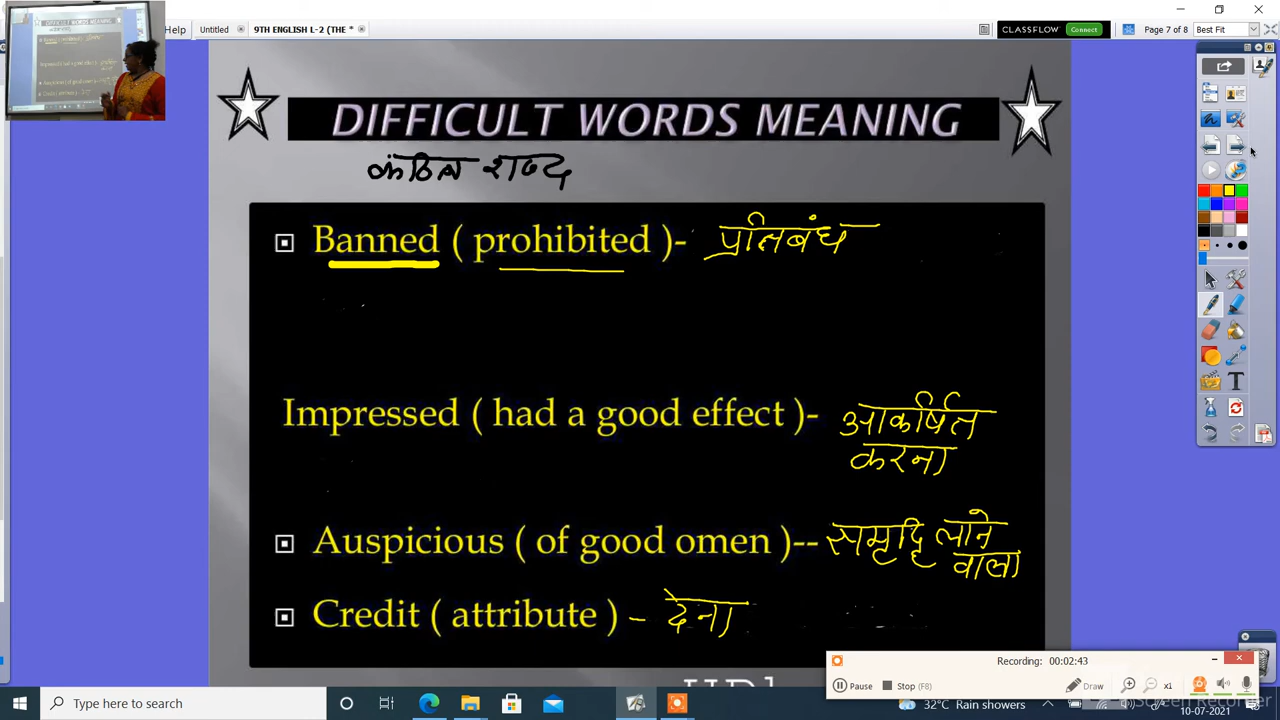 Help Untitled 9TH ENGLISH L-2 (THE * CLASSFLOW Connect Page 7 of 8 Best Fit
DIFFICULT WORDS MEANING
कठिन शब्द
Banned ( prohibited )- प्रतिबंध
Impressed ( had a good effect )- आकर्षित
करना
Auspicious ( of good omen )-- समृद्धि लाने
वाला
Credit ( attribute ) - देना
Recording: 00:02:43
Pause Stop (F8) Draw x1
Type here to search
32°C Rain showers 10-07-2021